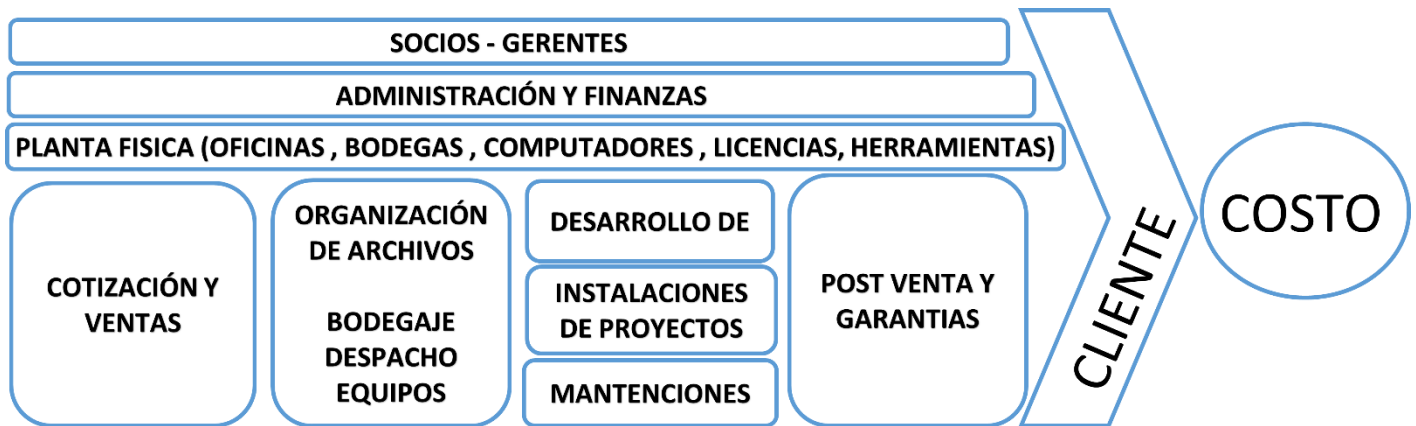 SOCIOS - GERENTES
ADMINISTRACIÓN Y FINANZAS
PLANTA FISICA (OFICINAS , BODEGAS , COMPUTADORES , LICENCIAS, HERRAMIENTAS)
COTIZACIÓN Y
VENTAS
ORGANIZACIÓN
DE ARCHIVOS
BODEGAJE
DESPACHO
EQUIPOS
DESARROLLO DE
INSTALACIONES
DE PROYECTOS
MANTENCIONES
POST VENTA Y
GARANTIAS
CLIENTE
COSTO